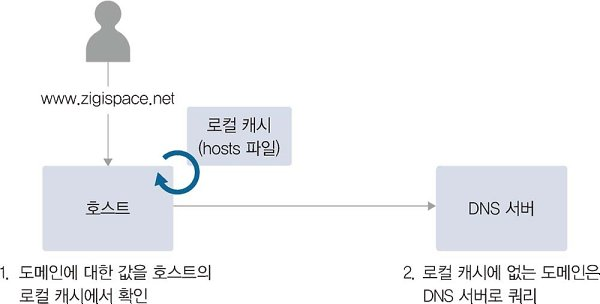 www.zigispace.net
로컬 캐시
(hosts 파일)
호스트
DNS 서버
1. 도메인에 대한 값을 호스트의
로컬 캐시에서 확인
2. 로컬 캐시에 없는 도메인은
DNS 서버로 쿼리